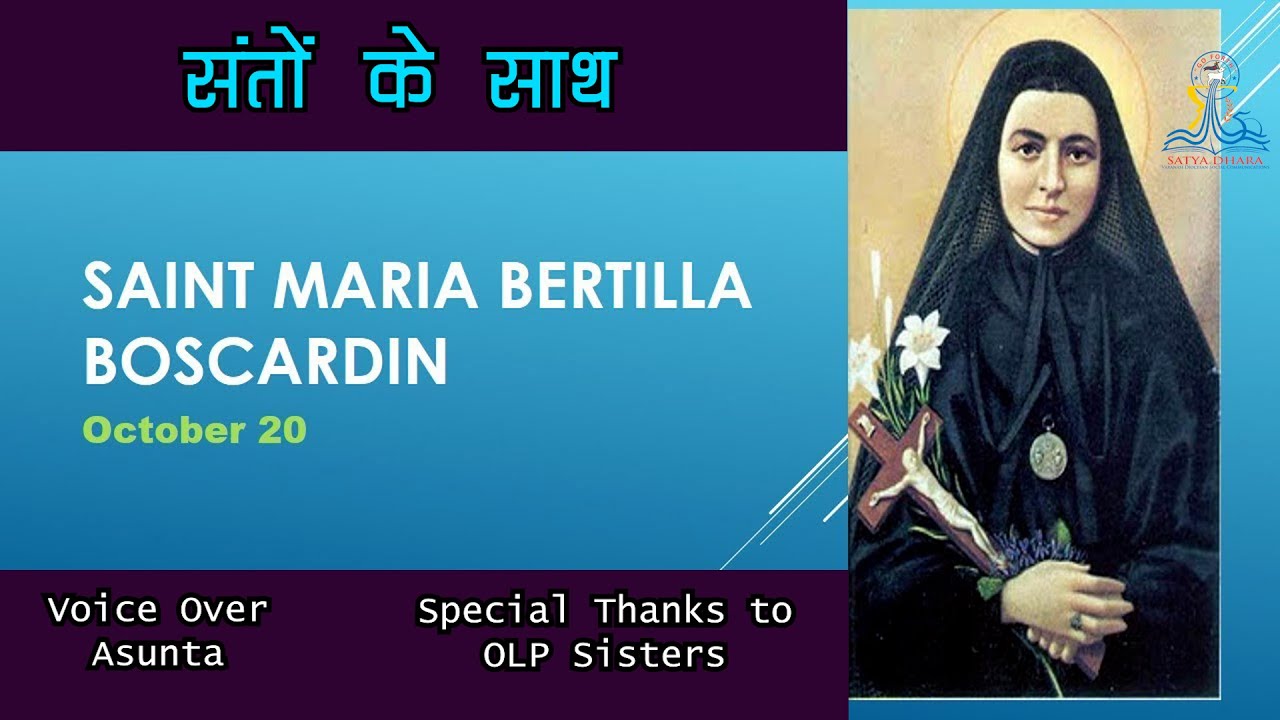 संतों के साथ
SAINT MARIA BERTILLA
BOSCARDIN
October 20
Voice Over
Asunta
Special Thanks to
OLP Sisters
SATYA DHARA